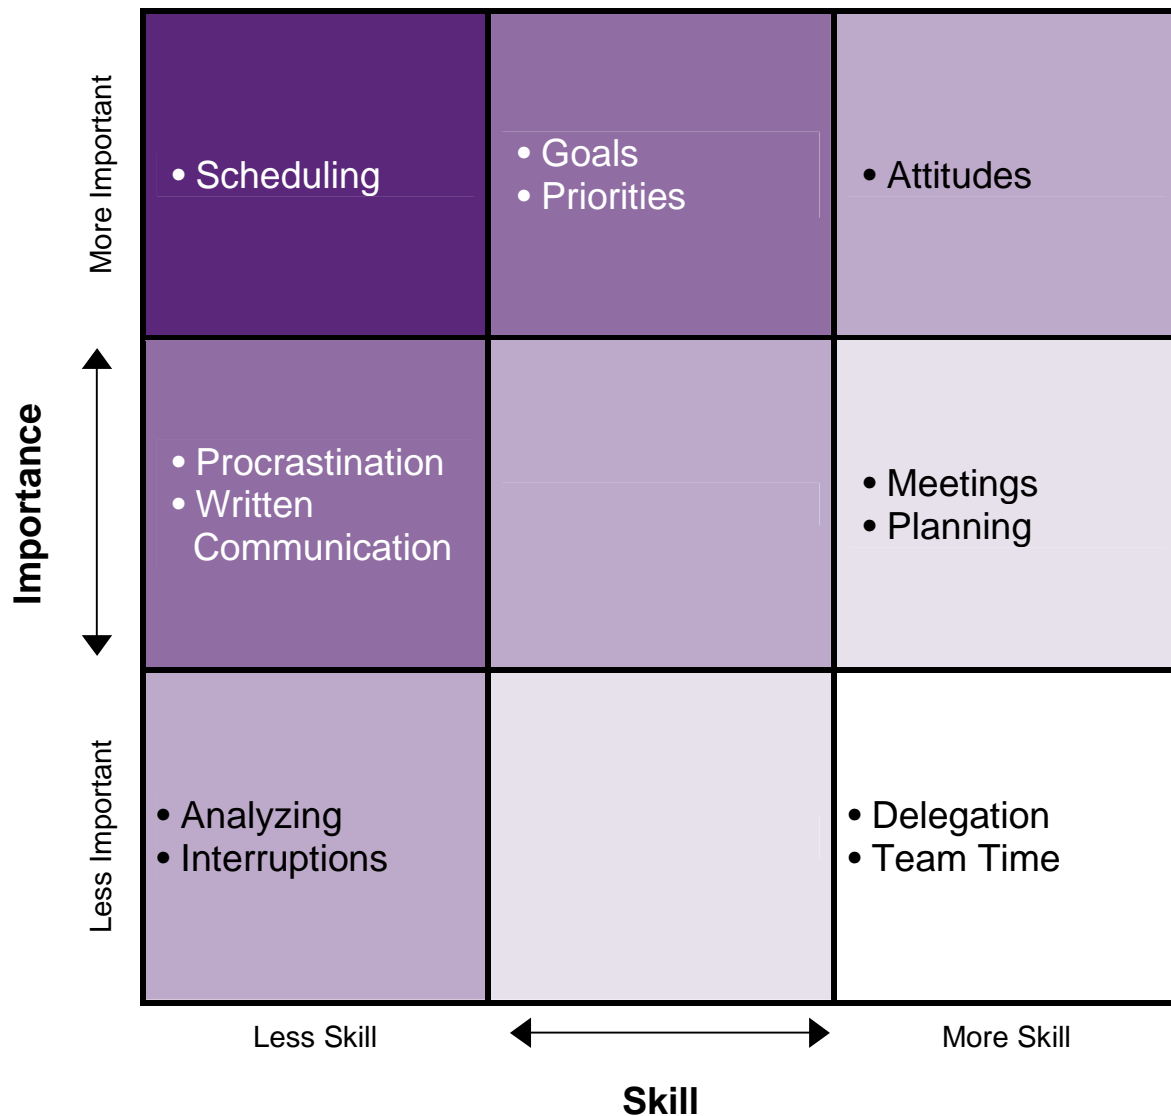 More Important
• Scheduling
• Goals
• Priorities
• Attitudes
Importance
• Procrastination
• Written
Communication
• Meetings
• Planning
Less Important
• Analyzing
• Interruptions
• Delegation
• Team Time
Less Skill
More Skill
Skill